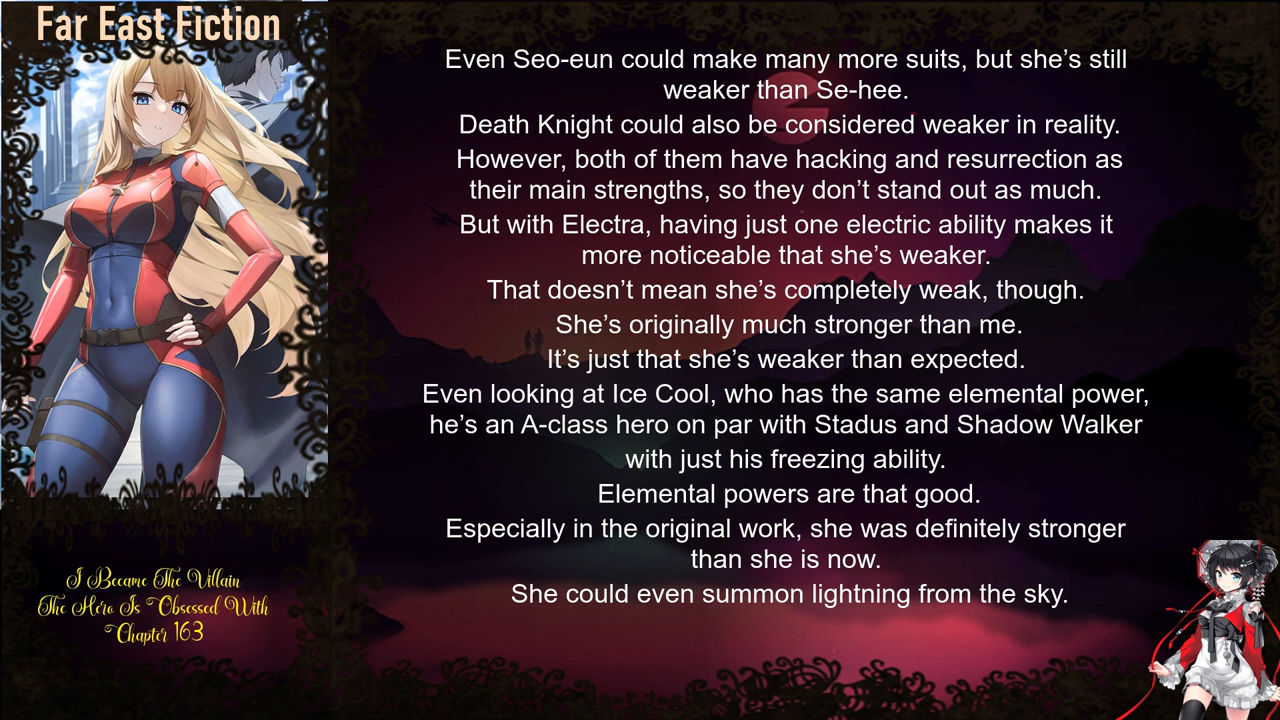 Far East Fiction
Even Seo-eun could make many more suits, but she’s still
weaker than Se-hee.
Death Knight could also be considered weaker in reality.
However, both of them have hacking and resurrection as
their main strengths, so they don’t stand out as much.
But with Electra, having just one electric ability makes it
more noticeable that she’s weaker.
That doesn’t mean she’s completely weak, though.
She’s originally much stronger than me.
It’s just that she’s weaker than expected.
Even looking at Ice Cool, who has the same elemental power,
he’s an A-class hero on par with Stadus and Shadow Walker
with just his freezing ability.
Elemental powers are that good.
Especially in the original work, she was definitely stronger
than she is now.
She could even summon lightning from the sky.
I Became The Villain
The Hero Is Obsessed With
Chapter 163